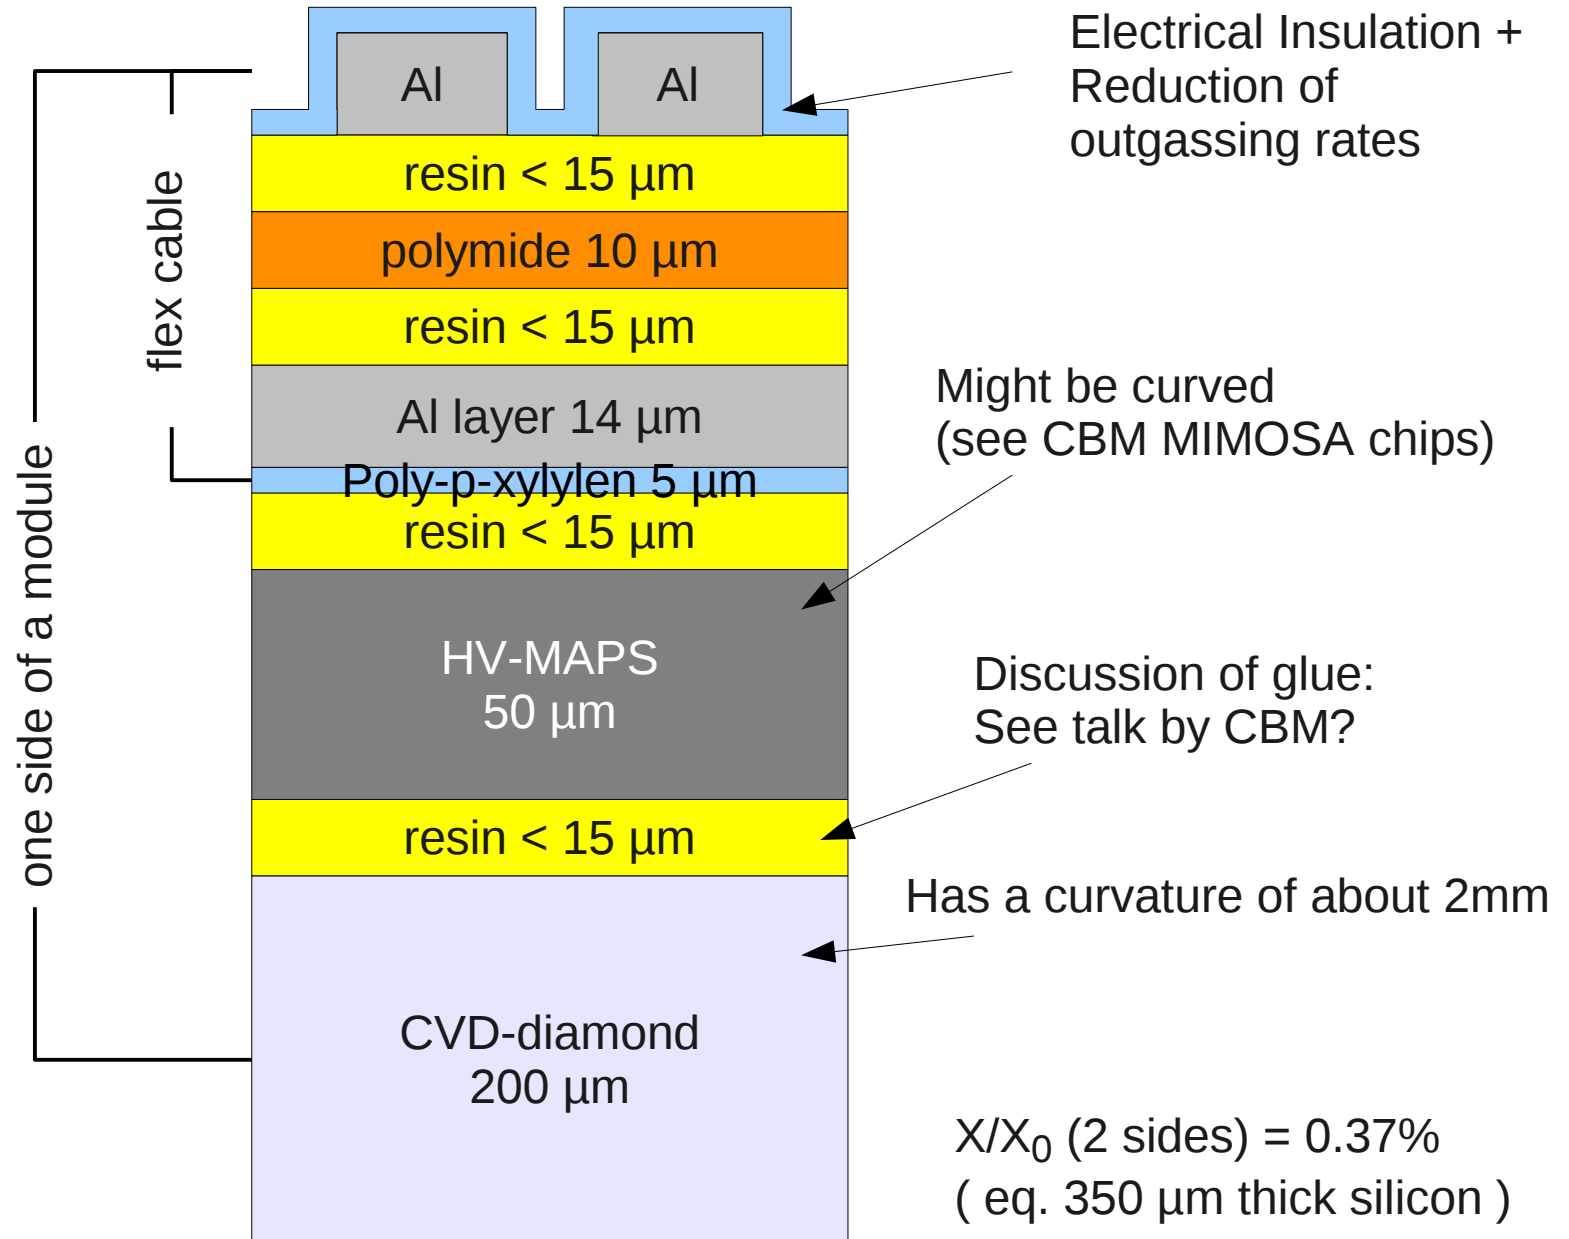 Electrical Insulation +
Reduction of
outgassing rates
Al
Al
resin < 15 µm
polymide 10 µm
resin < 15 µm
Al layer 14 µm
Poly-p-xylylen 5 µm
resin < 15 µm
HV-MAPS
50 µm
resin < 15 µm
CVD-diamond
200 µm
flex cable
one side of a module
Might be curved
(see CBM MIMOSA chips)
Discussion of glue:
See talk by CBM?
Has a curvature of about 2mm
X/X₀ (2 sides) = 0.37%
( eq. 350 µm thick silicon )